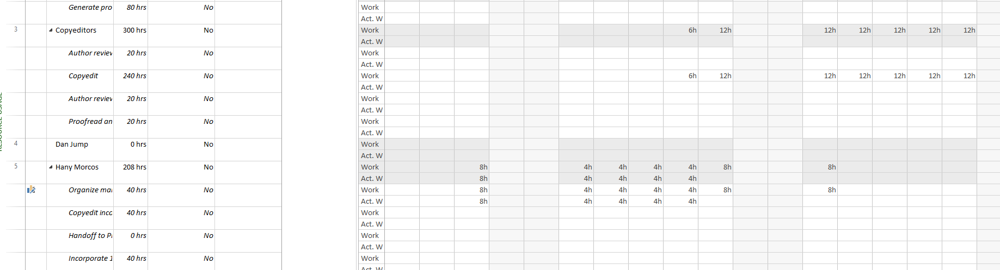 Generate pro 80 hrs No Work
Act. W
3 Copyeditors 300 hrs No Work 6h 12h 12h 12h 12h 12h 12h
Act. W
Author review 20 hrs No Work
Act. W
Copyedit 240 hrs No Work 6h 12h 12h 12h 12h 12h 12h
Act. W
Author review 20 hrs No Work
Act. W
Proofread an 20 hrs No Work
Act. W
4 Dan Jump 0 hrs No Work
Act. W
5 Hany Morcos 208 hrs No Work 8h 4h 4h 4h 4h 8h 8h
Act. W 8h 4h 4h 4h 4h
Organize mai 40 hrs No Work 8h 4h 4h 4h 4h 8h 8h
Act. W 8h 4h 4h 4h 4h
Copyedit inco 40 hrs No Work
Act. W
Handoff to P 0 hrs No Work
Act. W
Incorporate 1 40 hrs No Work
Act. W